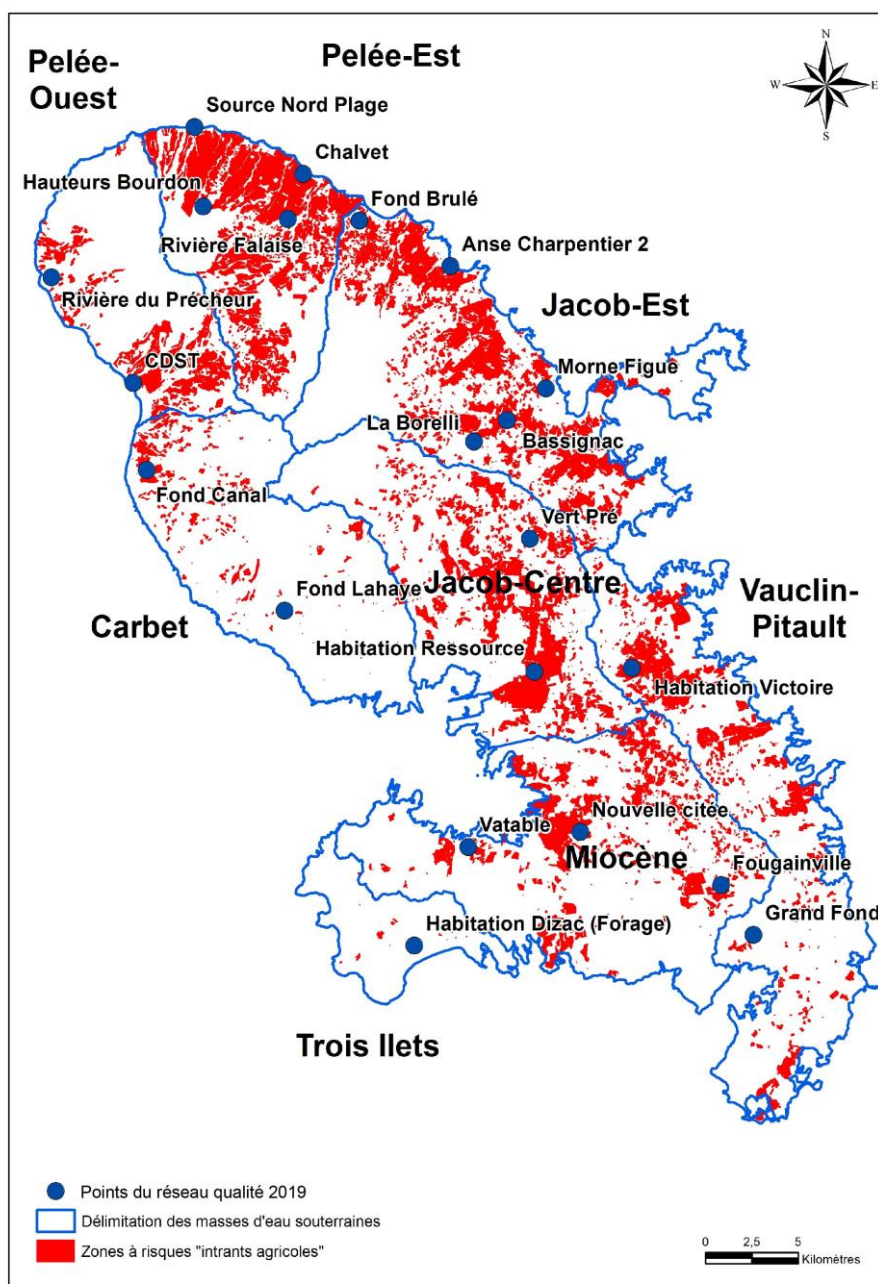 Pelée-Est
Pelée-
Ouest
N
W
E
S
Source Nord Plage
Chalvet
Hauteurs Bourdon
Fond Brulé
Rivière Falaise
Anse Charpentier 2
Rivière du Prêcheur
Jacob-Est
CDST
Morne Figue
La Borelli
Bassignac
Fond Canal
Vert Pré
Jacob-Centre
Fond Lahaye
Vauclin-
Pitault
Carbet
Habitation Ressource
Habitation Victoire
Nouvelle citée
Vatable
Miocène
Fougainville
Grand Fond
Habitation Dizac (Forage)
Trois Ilets
Points du réseau qualité 2019
Délimitation des masses d'eau souterraines
Zones à risques "intrants agricoles"
0 2,5 5
Kilomètres